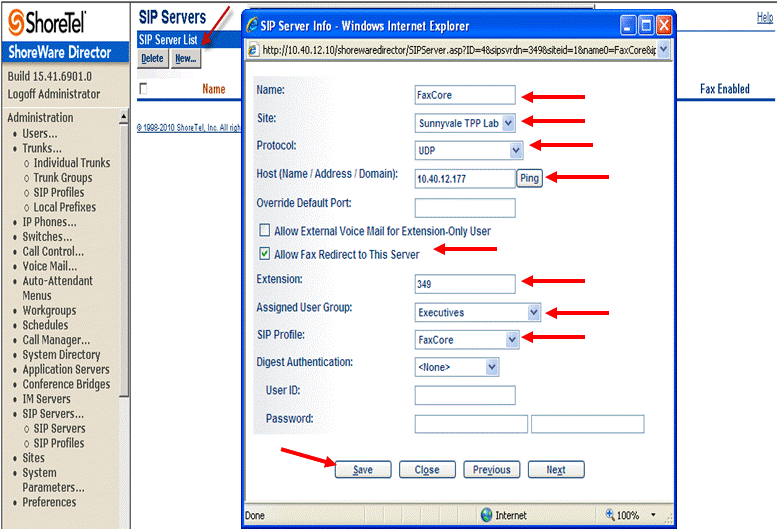 ShoreTel
ShoreWare Director
Build 15.41.6901.0
Logoff Administrator
Administration
Users...
Trunks...
Individual Trunks
Trunk Groups
SIP Profiles
Local Prefixes
IP Phones...
Switches...
Call Control...
Voice Mail...
Auto-Attendant
Menus
Workgroups
Schedules
Call Manager...
System Directory
Application Servers
Conference Bridges
IM Servers
SIP Servers...
SIP Servers
SIP Profiles
Sites
System
Parameters...
Preferences
SIP Servers
Help
SIP Server List
Delete
New...
Name
Fax Enabled
© 1998-2010 ShoreTel, Inc. All righ
SIP Server Info - Windows Internet Explorer
http://10.40.12.10/shorewaredirector/SIPServer.asp?ID=4&sipsvrdn=349&siteid=1&name0=FaxCore&ip
Name:
FaxCore
Site:
Sunnyvale TPP Lab
Protocol:
UDP
Host (Name / Address / Domain):
10.40.12.177
Ping
Override Default Port:
Allow External Voice Mail for Extension-Only User
Allow Fax Redirect to This Server
Extension:
349
Assigned User Group:
Executives
SIP Profile:
FaxCore
Digest Authentication:
<None>
User ID:
Password:
Save
Close
Previous
Next
Done
Internet
100%